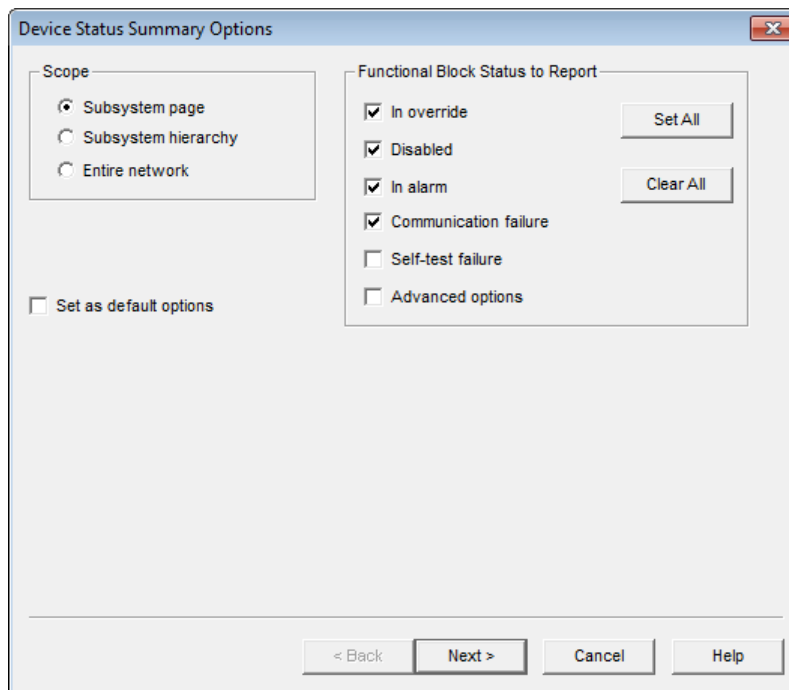 Device Status Summary Options
Scope
Subsystem page
Subsystem hierarchy
Entire network
Set as default options
Functional Block Status to Report
In override
Disabled
In alarm
Communication failure
Self-test failure
Advanced options
Set All
Clear All
< Back
Next >
Cancel
Help